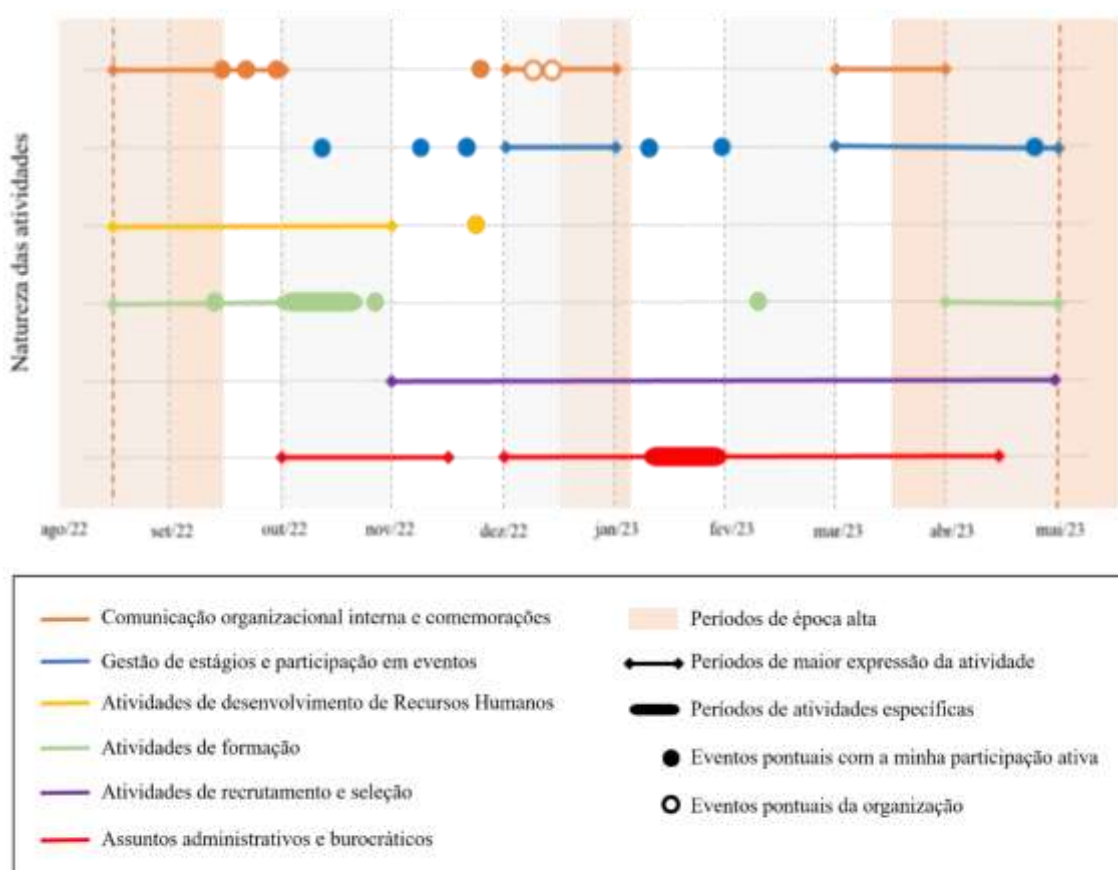 Natureza das atividades
ago/22
set/22
out/22
nov/22
dez/22
jan/23
fev/23
mar/23
abr/23
mai/23
Comunicação organizacional interna e comemorações
Gestão de estágios e participação em eventos
Atividades de desenvolvimento de Recursos Humanos
Atividades de formação
Atividades de recrutamento e seleção
Assuntos administrativos e burocráticos
Períodos de época alta
Períodos de maior expressão da atividade
Períodos de atividades específicas
Eventos pontuais com a minha participação ativa
Eventos pontuais da organização